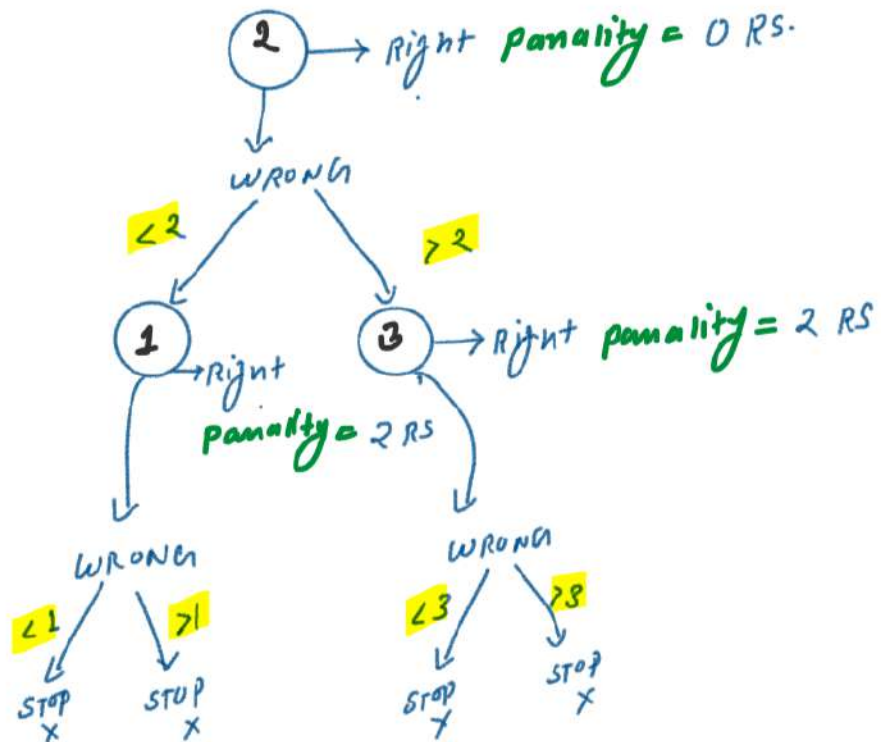 2 → Right Panality = 0 RS.
WRONG
<2 >2
1 3 → Right panality = 2 RS
→ Right
Panality = 2 RS
WRONG WRONG
<1 >1 <3 >3
STOP STOP STOP STOP
X X X X